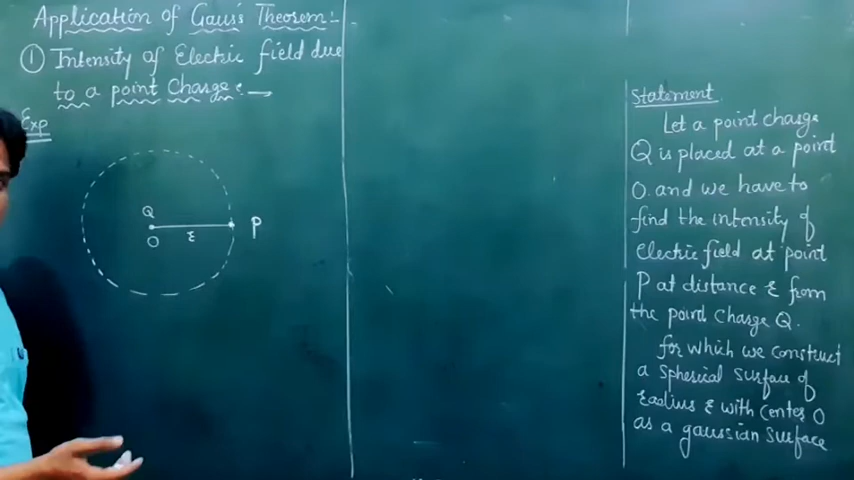 Application of Gauss Theorem:-
① Intensity of Electric field due
to a point Charge: →
Exp
Q
O
r
P
Statement
Let a point charge
Q is placed at a point
O. and we have to
find the intensity of
Electric field at point
P at distance r from
the point charge Q.
for which we construct
a spherical surface of
radius r with Center O
as a gaussian surface